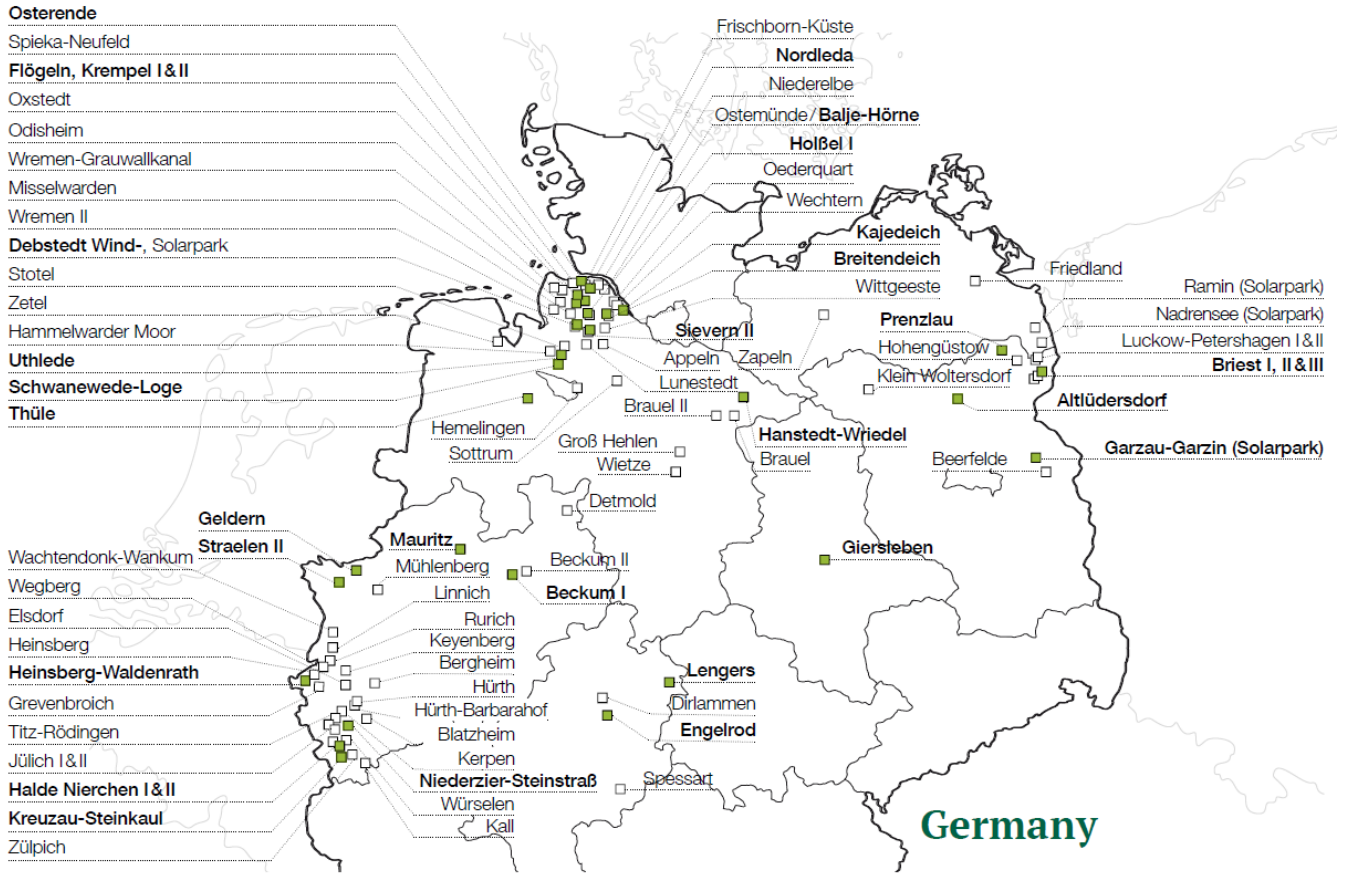 Osterende
Spieka-Neufeld
Flögeln, Krempel I & II
Oxstedt
Odisheim
Wremen-Grauwallkanal
Misselwarden
Wremen II
Debstedt Wind-, Solarpark
Stotel
Zetel
Hammelwarder Moor
Uthlede
Schwanewede-Loge
Thüle
Frischborn-Küste
Nordleda
Niederelbe
Ostemünde/Balje-Hörne
Holßel I
Oederquart
Wechtern
Kajedeich
Breitendeich
Wittgeeste
Sievern II
Appeln
Zapeln
Lunestedt
Brauel II
Hemelingen
Sottrum
Groß Hehlen
Wietze
Hanstedt-Wriedel
Brauel
Detmold
Friedland
Ramin (Solarpark)
Nadrensee (Solarpark)
Luckow-Petershagen I & II
Briest I, II & III
Prenzlau
Hohengüstow
Klein Woltersdorf
Altlüdersdorf
Garzau-Garzin (Solarpark)
Beerfelde
Giersleben
Geldern
Straelen II
Wachtendonk-Wankum
Wegberg
Elsdorf
Heinsberg
Heinsberg-Waldenrath
Grevenbroich
Titz-Rödingen
Jülich I & II
Halde Nierchen I & II
Kreuzau-Steinkaul
Zülpich
Mauritz
Mühlenberg
Beckum II
Beckum I
Linnich
Rurich
Keyenberg
Bergheim
Hürth
Hürth-Barbarahof
Blatzheim
Kerpen
Niederzier-Steinstraß
Würselen
Kall
Lengers
Dirlammen
Engelrod
Spessart
Germany